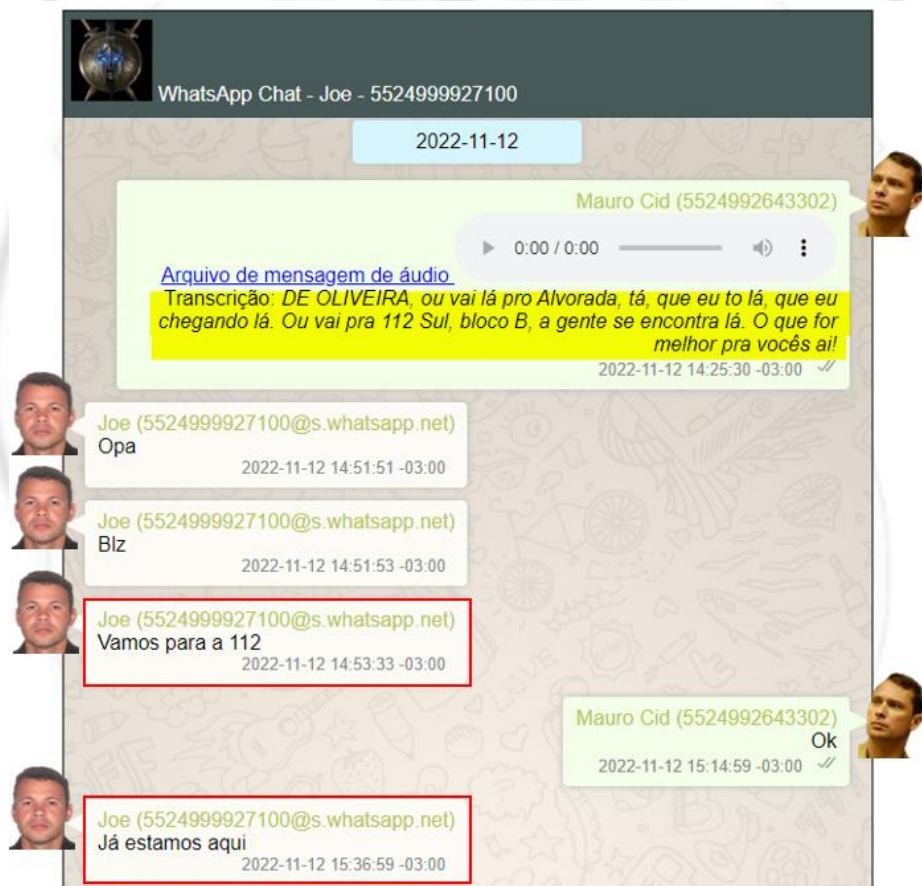 WhatsApp Chat - Joe - 5524999927100
2022-11-12
Mauro Cid (5524992643302)
0:00 / 0:00
Arquivo de mensagem de áudio
Transcrição: DE OLIVEIRA, ou vai lá pro Alvorada, tá, que eu to lá, que eu
chegando lá. Ou vai pra 112 Sul, bloco B, a gente se encontra lá. O que for
melhor pra vocês ai!
2022-11-12 14:25:30 -03:00
Joe (5524999927100@s.whatsapp.net)
Opa
2022-11-12 14:51:51 -03:00
Joe (5524999927100@s.whatsapp.net)
Blz
2022-11-12 14:51:53 -03:00
Joe (5524999927100@s.whatsapp.net)
Vamos para a 112
2022-11-12 14:53:33 -03:00
Mauro Cid (5524992643302)
Ok
2022-11-12 15:14:59 -03:00
Joe (5524999927100@s.whatsapp.net)
Já estamos aqui
2022-11-12 15:36:59 -03:00